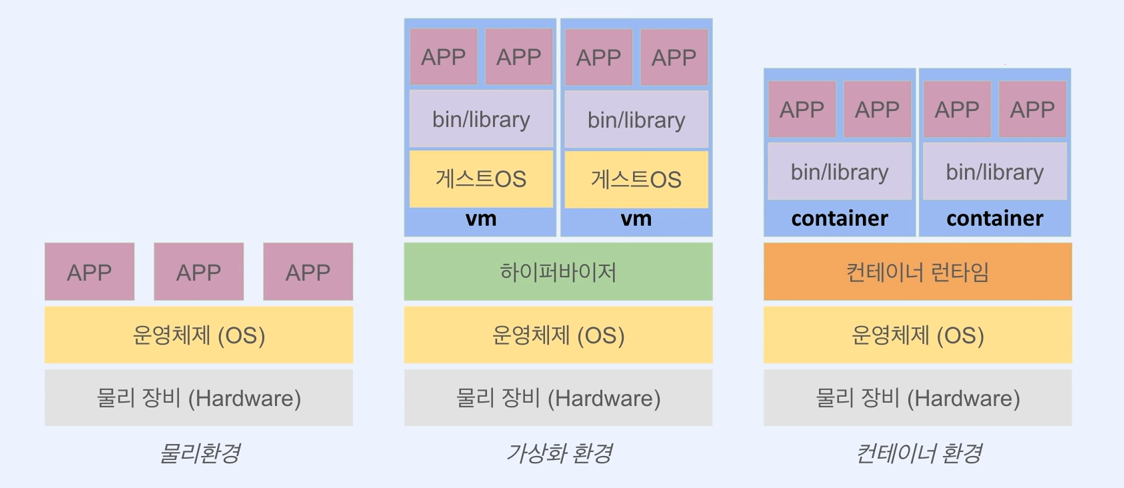 APP APP APP
운영체제 (OS)
물리 장비 (Hardware)
물리환경
APP APP APP APP
bin/library bin/library
게스트OS 게스트OS
vm vm
하이퍼바이저
운영체제 (OS)
물리 장비 (Hardware)
가상화 환경
APP APP APP APP
bin/library bin/library
container container
컨테이너 런타임
운영체제 (OS)
물리 장비 (Hardware)
컨테이너 환경